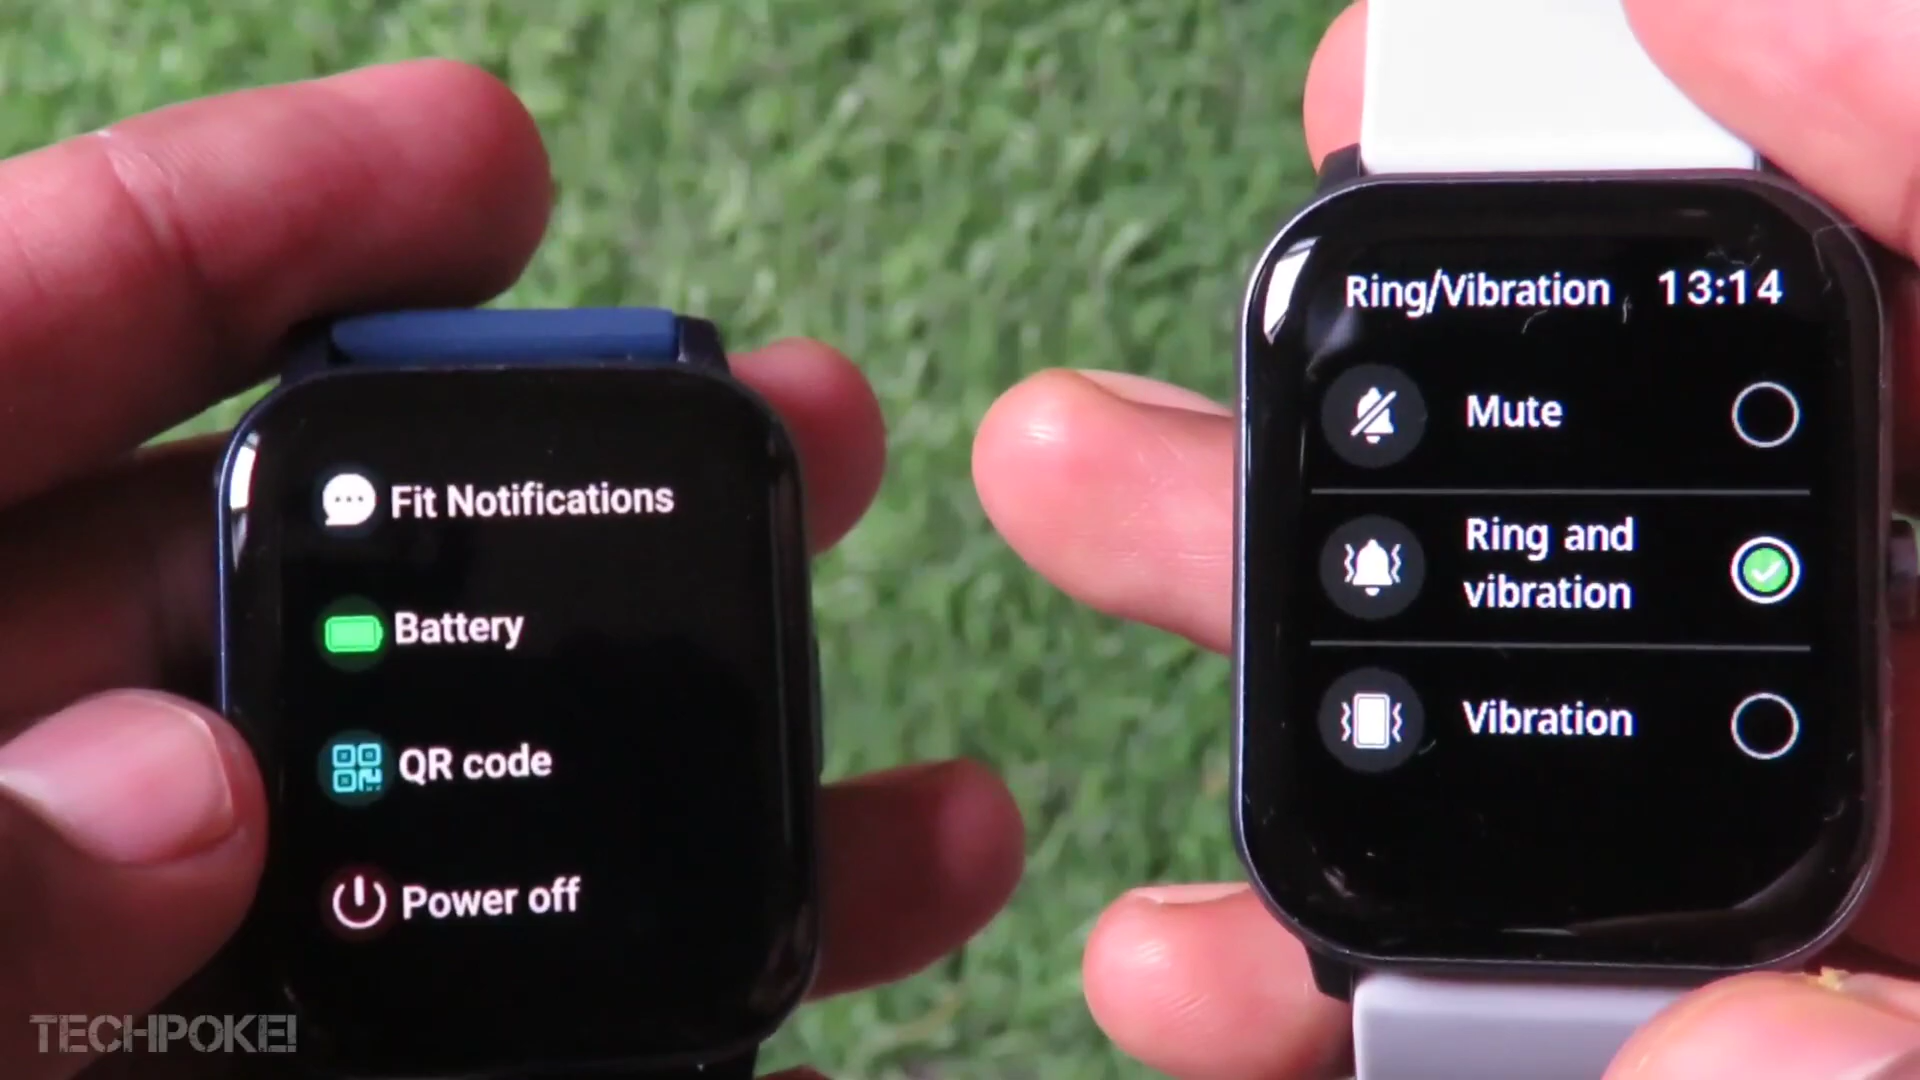 Fit Notifications
Battery
QR code
Power off
Ring/Vibration 13:14
Mute
Ring and
vibration
Vibration
TECHPOKE!